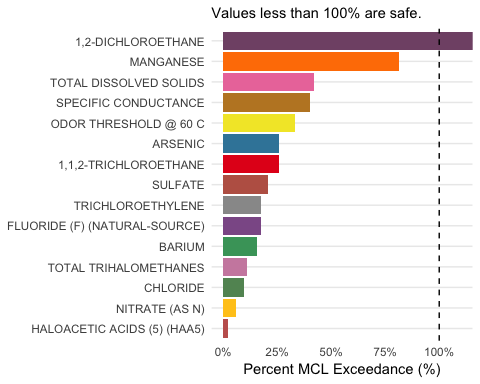 Values less than 100% are safe.
1,2-DICHLOROETHANE
MANGANESE
TOTAL DISSOLVED SOLIDS
SPECIFIC CONDUCTANCE
ODOR THRESHOLD @ 60 C
ARSENIC
1,1,2-TRICHLOROETHANE
SULFATE
TRICHLOROETHYLENE
FLUORIDE (F) (NATURAL-SOURCE)
BARIUM
TOTAL TRIHALOMETHANES
CHLORIDE
NITRATE (AS N)
HALOACETIC ACIDS (5) (HAA5)
0% 25% 50% 75% 100%
Percent MCL Exceedance (%)